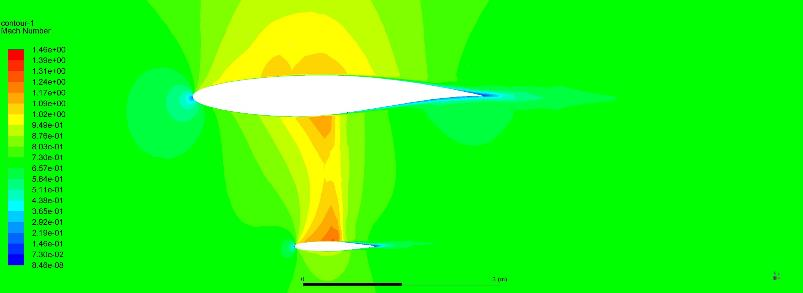 contour-1
Mach Number
1.46e+00
1.39e+00
1.31e+00
1.24e+00
1.17e+00
1.09e+00
1.02e+00
9.49e-01
8.76e-01
8.03e-01
7.30e-01
6.57e-01
5.84e-01
5.11e-01
4.38e-01
3.65e-01
2.92e-01
2.19e-01
1.46e-01
7.30e-02
8.46e-08
0
(m)